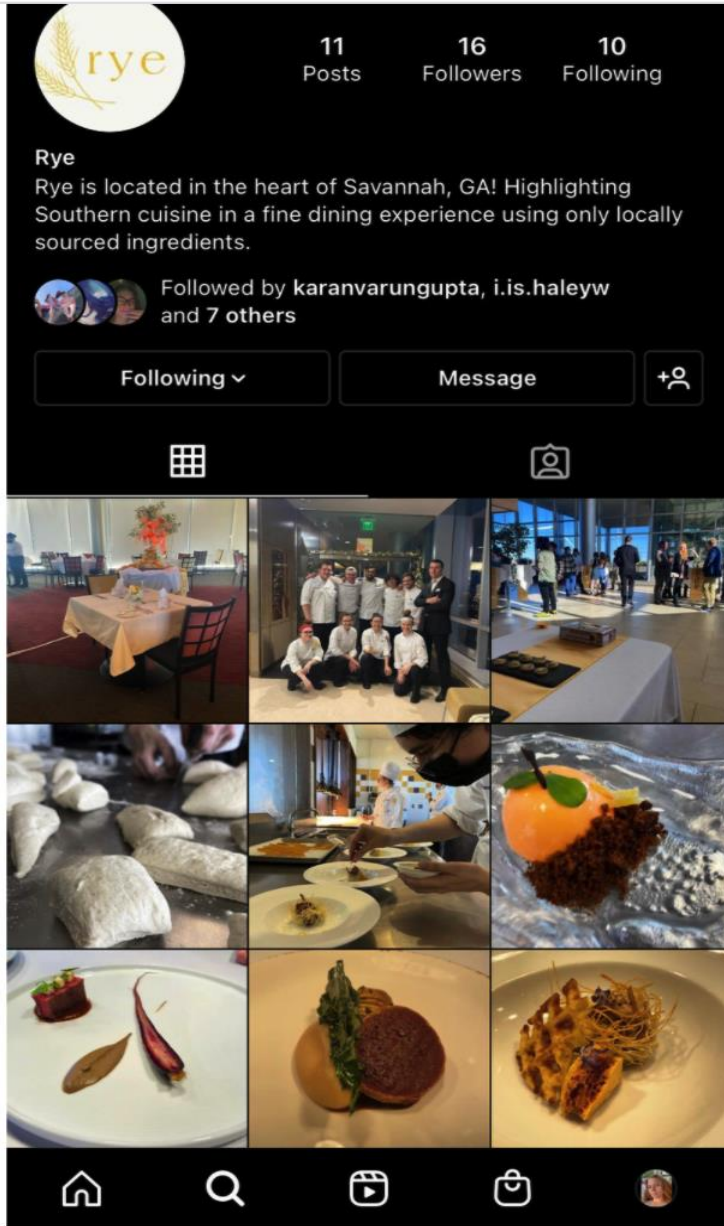 rye
11 16 10
Posts Followers Following
Rye
Rye is located in the heart of Savannah, GA! Highlighting
Southern cuisine in a fine dining experience using only locally
sourced ingredients.
Followed by karanvarungupta, i.is.haleyw
and 7 others
Following Message